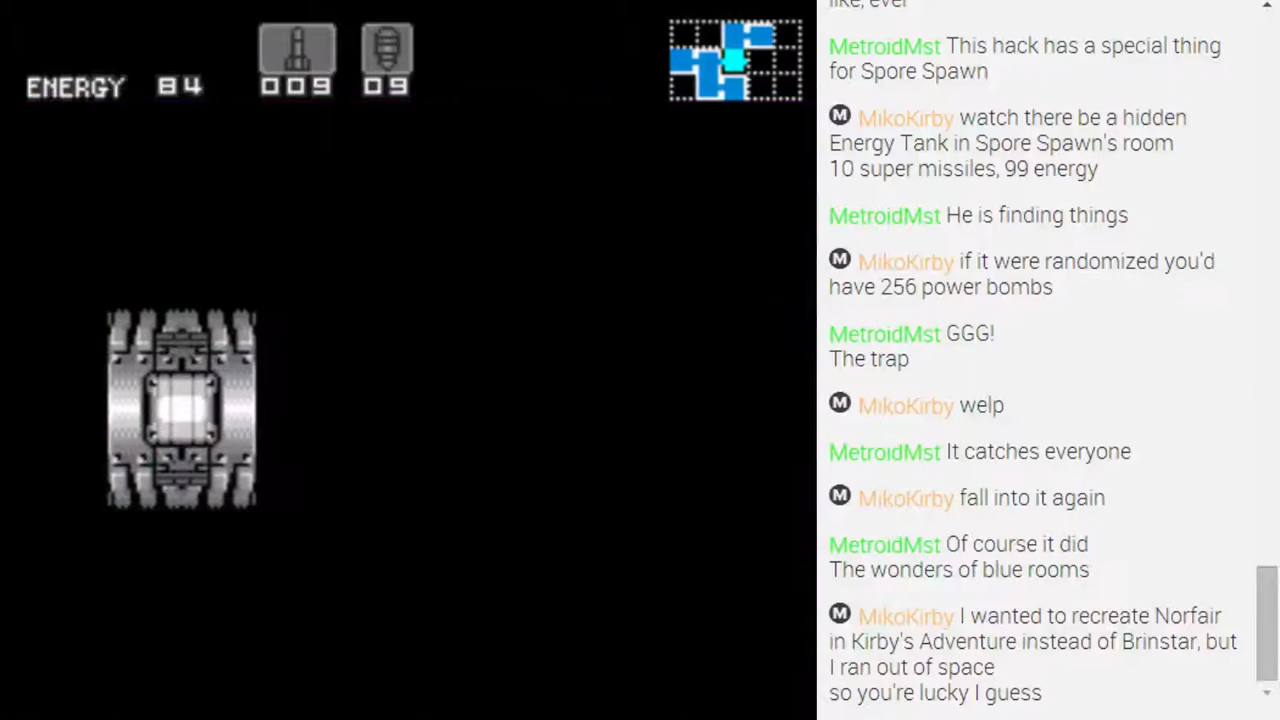 ENERGY 84
009
09
like, ever
MetroidMst This hack has a special thing
for Spore Spawn
M MikoKirby watch there be a hidden
Energy Tank in Spore Spawn's room
10 super missiles, 99 energy
MetroidMst He is finding things
M MikoKirby if it were randomized you'd
have 256 power bombs
MetroidMst GGG!
The trap
M MikoKirby welp
MetroidMst It catches everyone
M MikoKirby fall into it again
MetroidMst Of course it did
The wonders of blue rooms
M MikoKirby I wanted to recreate Norfair
in Kirby's Adventure instead of Brinstar, but
I ran out of space
so you're lucky I guess